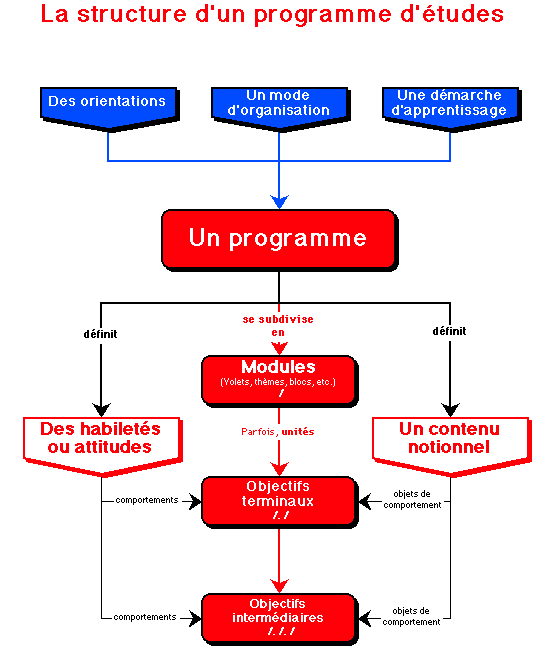 La structure d'un programme d'études
Des orientations
Un mode
d'organisation
Une démarche
d'apprentissage
Un programme
définit
se subdivise
en
définit
Modules
(Volets, thèmes, blocs, etc.)
/
Des habiletés
ou attitudes
Parfois, unités
Un contenu
notionnel
comportements
Objectifs
terminaux
/. /
objets de
comportement
comportements
Objectifs
intermédiaires
/. /. /
objets de
comportement